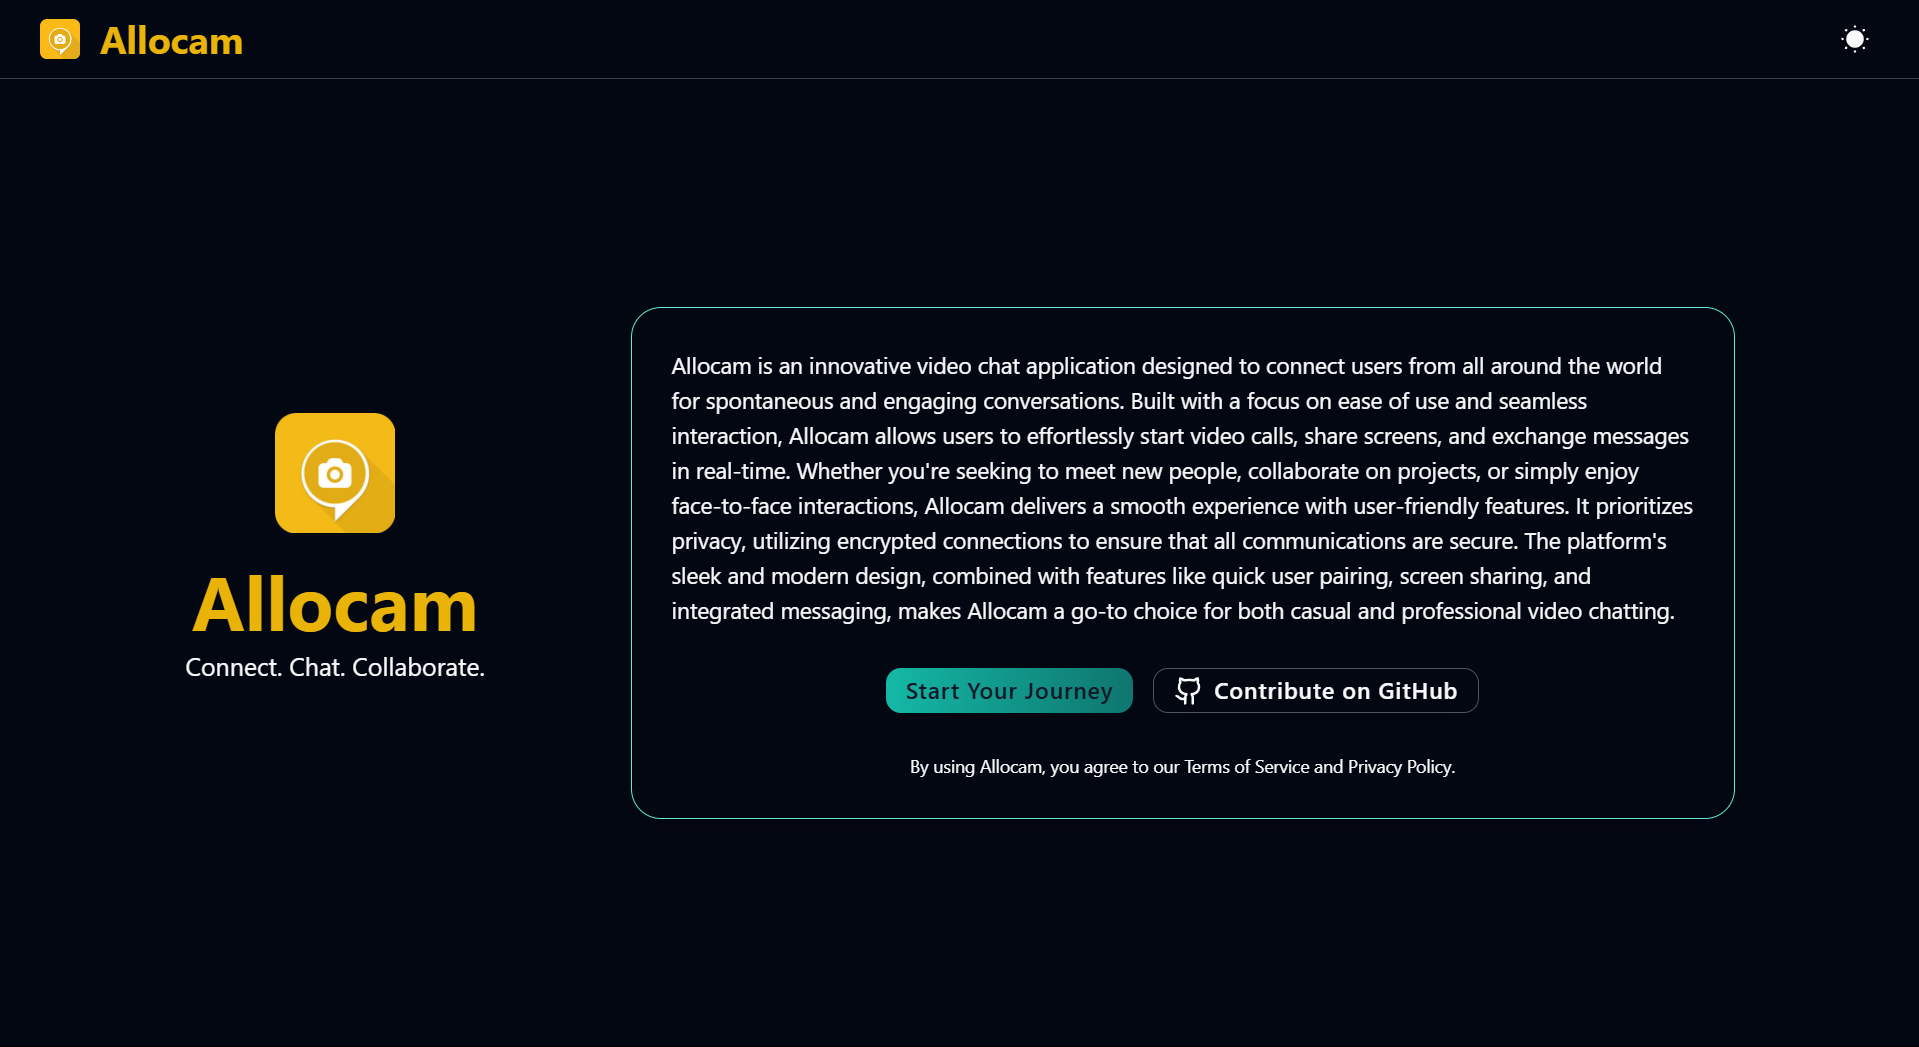 Allocam
Allocam is an innovative video chat application designed to connect users from all around the world
for spontaneous and engaging conversations. Built with a focus on ease of use and seamless
interaction, Allocam allows users to effortlessly start video calls, share screens, and exchange messages
in real-time. Whether you're seeking to meet new people, collaborate on projects, or simply enjoy
face-to-face interactions, Allocam delivers a smooth experience with user-friendly features. It prioritizes
privacy, utilizing encrypted connections to ensure that all communications are secure. The platform's
sleek and modern design, combined with features like quick user pairing, screen sharing, and
integrated messaging, makes Allocam a go-to choice for both casual and professional video chatting.
Allocam
Connect. Chat. Collaborate.
Start Your Journey
Contribute on GitHub
By using Allocam, you agree to our Terms of Service and Privacy Policy.